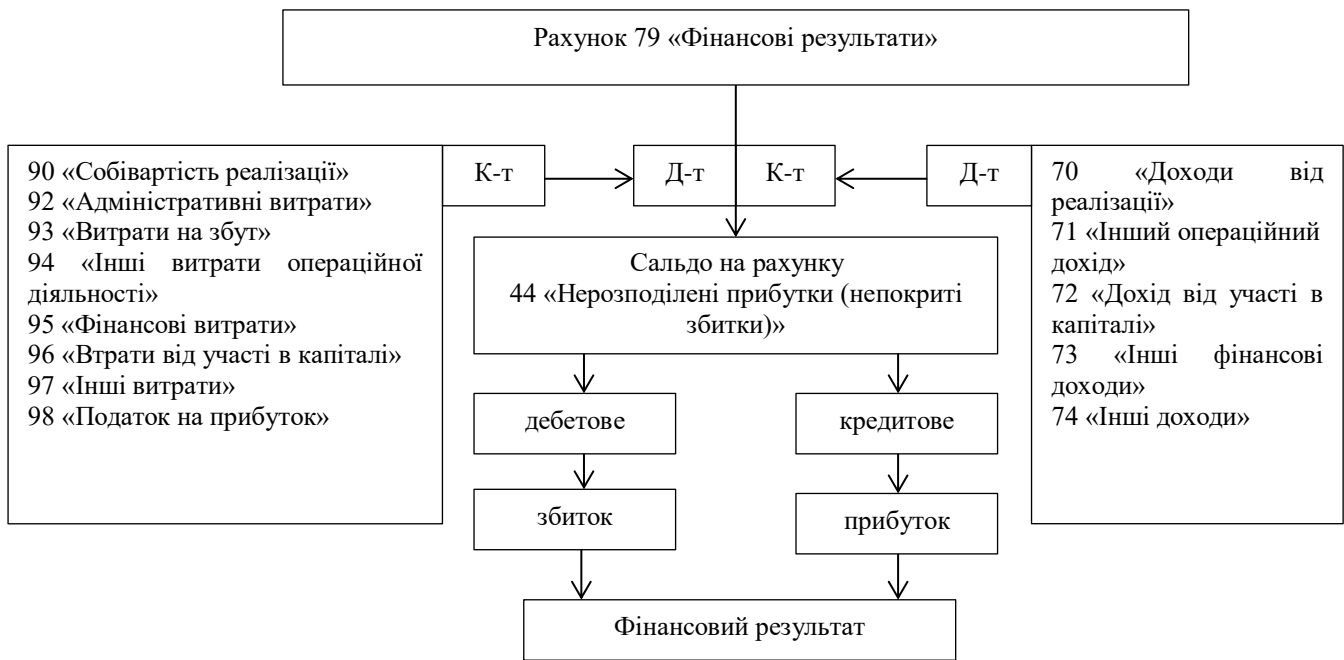 Рахунок 79 «Фінансові результати»
90 «Собівартість реалізації»
92 «Адміністративні витрати»
93 «Витрати на збут»
94 «Інші витрати операційної
діяльності»
95 «Фінансові витрати»
96 «Втрати від участі в капіталі»
97 «Інші витрати»
98 «Податок на прибуток»
К-т
Д-т
К-т
Д-т
70 «Доходи від
реалізації»
71 «Інший операційний
дохід»
72 «Дохід від участі в
капіталі»
73 «Інші фінансові
доходи»
74 «Інші доходи»
Сальдо на рахунку
44 «Нерозподілені прибутки (непокриті
збитки)»
дебетове
кредитове
збиток
прибуток
Фінансовий результат